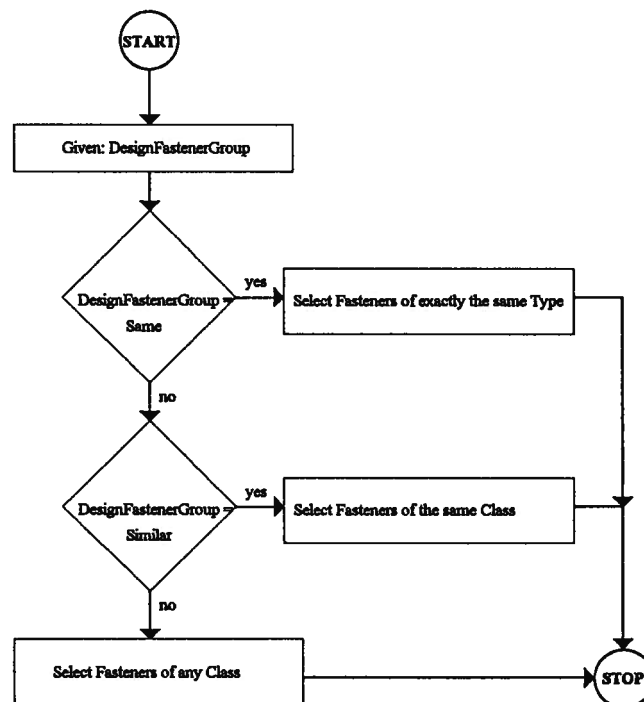 START
Given: DesignFastenerGroup
DesignFastenerGroup =
Same
yes
Select Fasteners of exactly the same Type
no
DesignFastenerGroup =
Similar
yes
Select Fasteners of the same Class
no
Select Fasteners of any Class
STOP